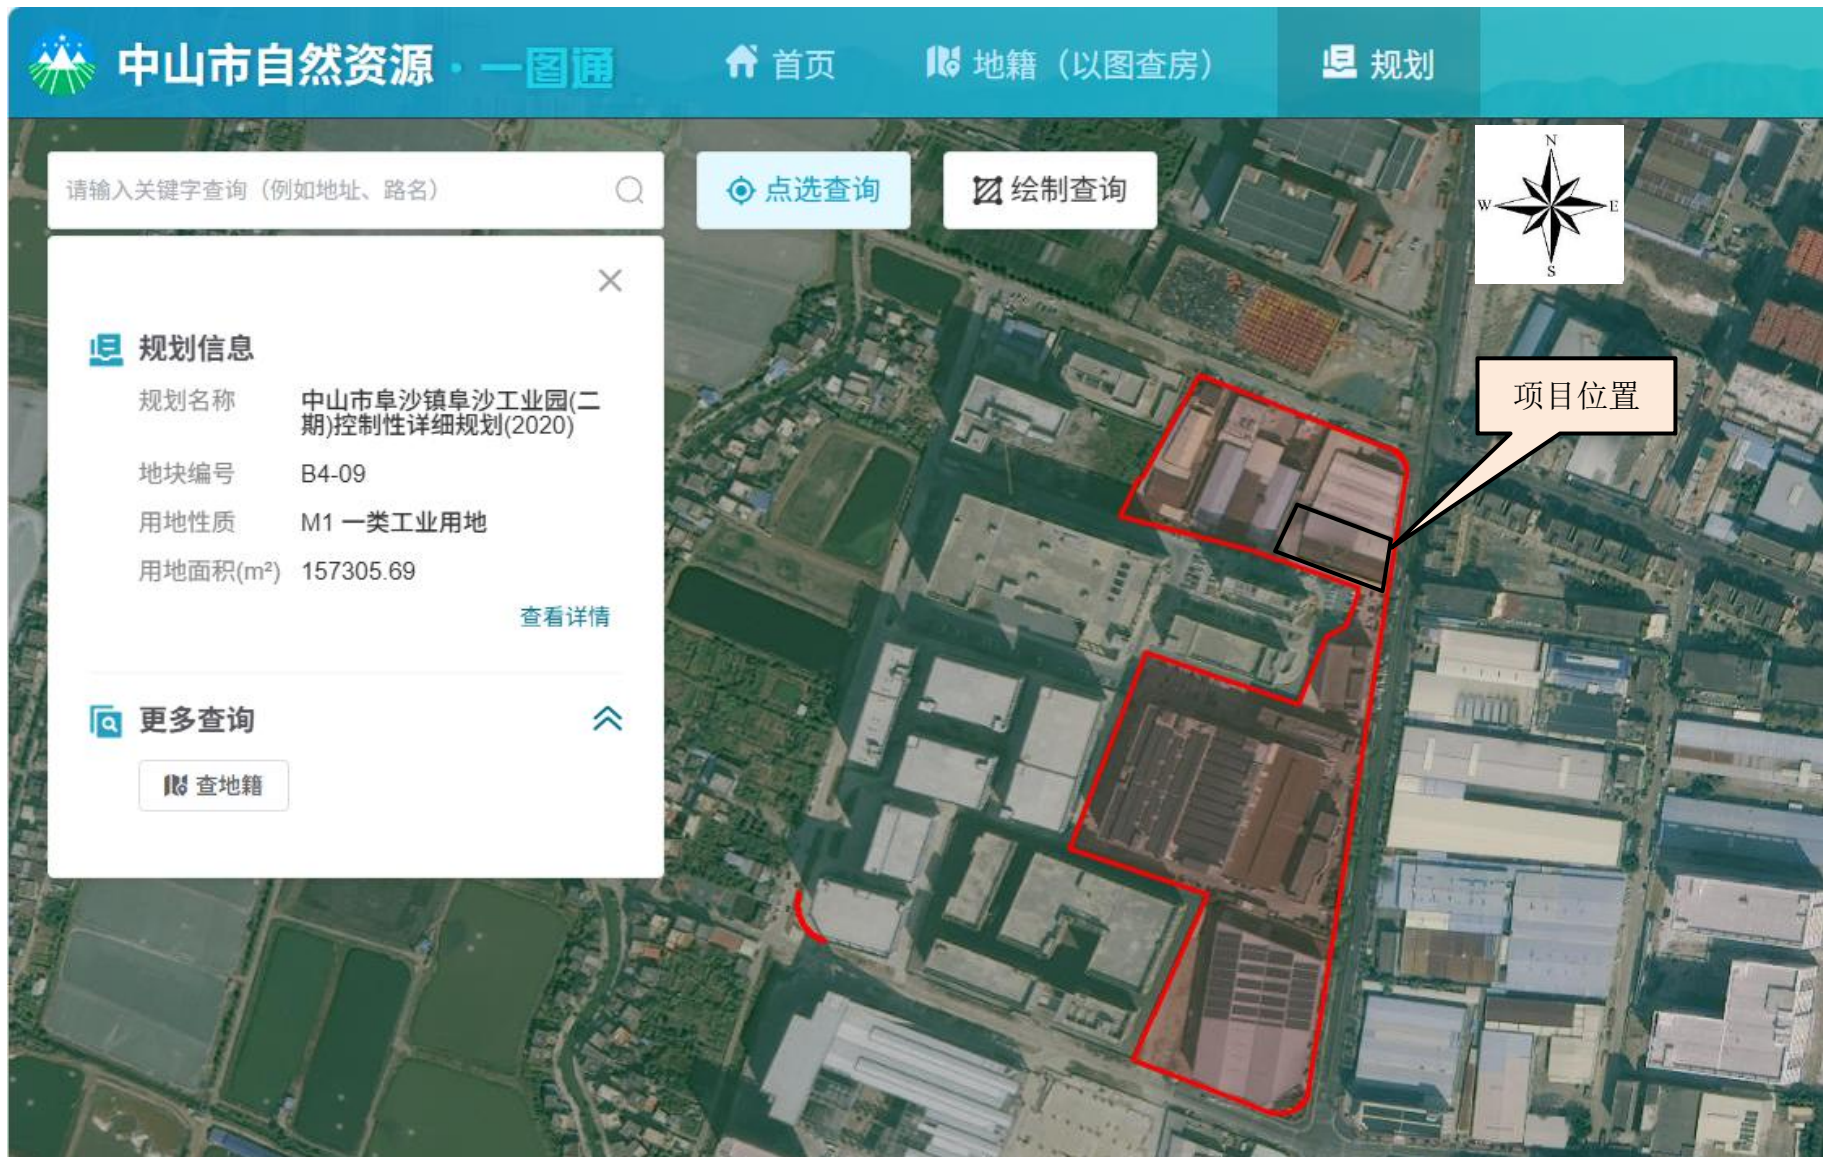 中山市自然资源·一图通
首页
地籍（以图查房）
规划
请输入关键字查询（例如地址、路名）
点选查询
绘制查询
N
W
E
S
规划信息
规划名称
中山市阜沙镇阜沙工业园(二
期)控制性详细规划(2020)
地块编号
B4-09
用地性质
M1 一类工业用地
用地面积(m²)
157305.69
查看详情
更多查询
查地籍
项目位置